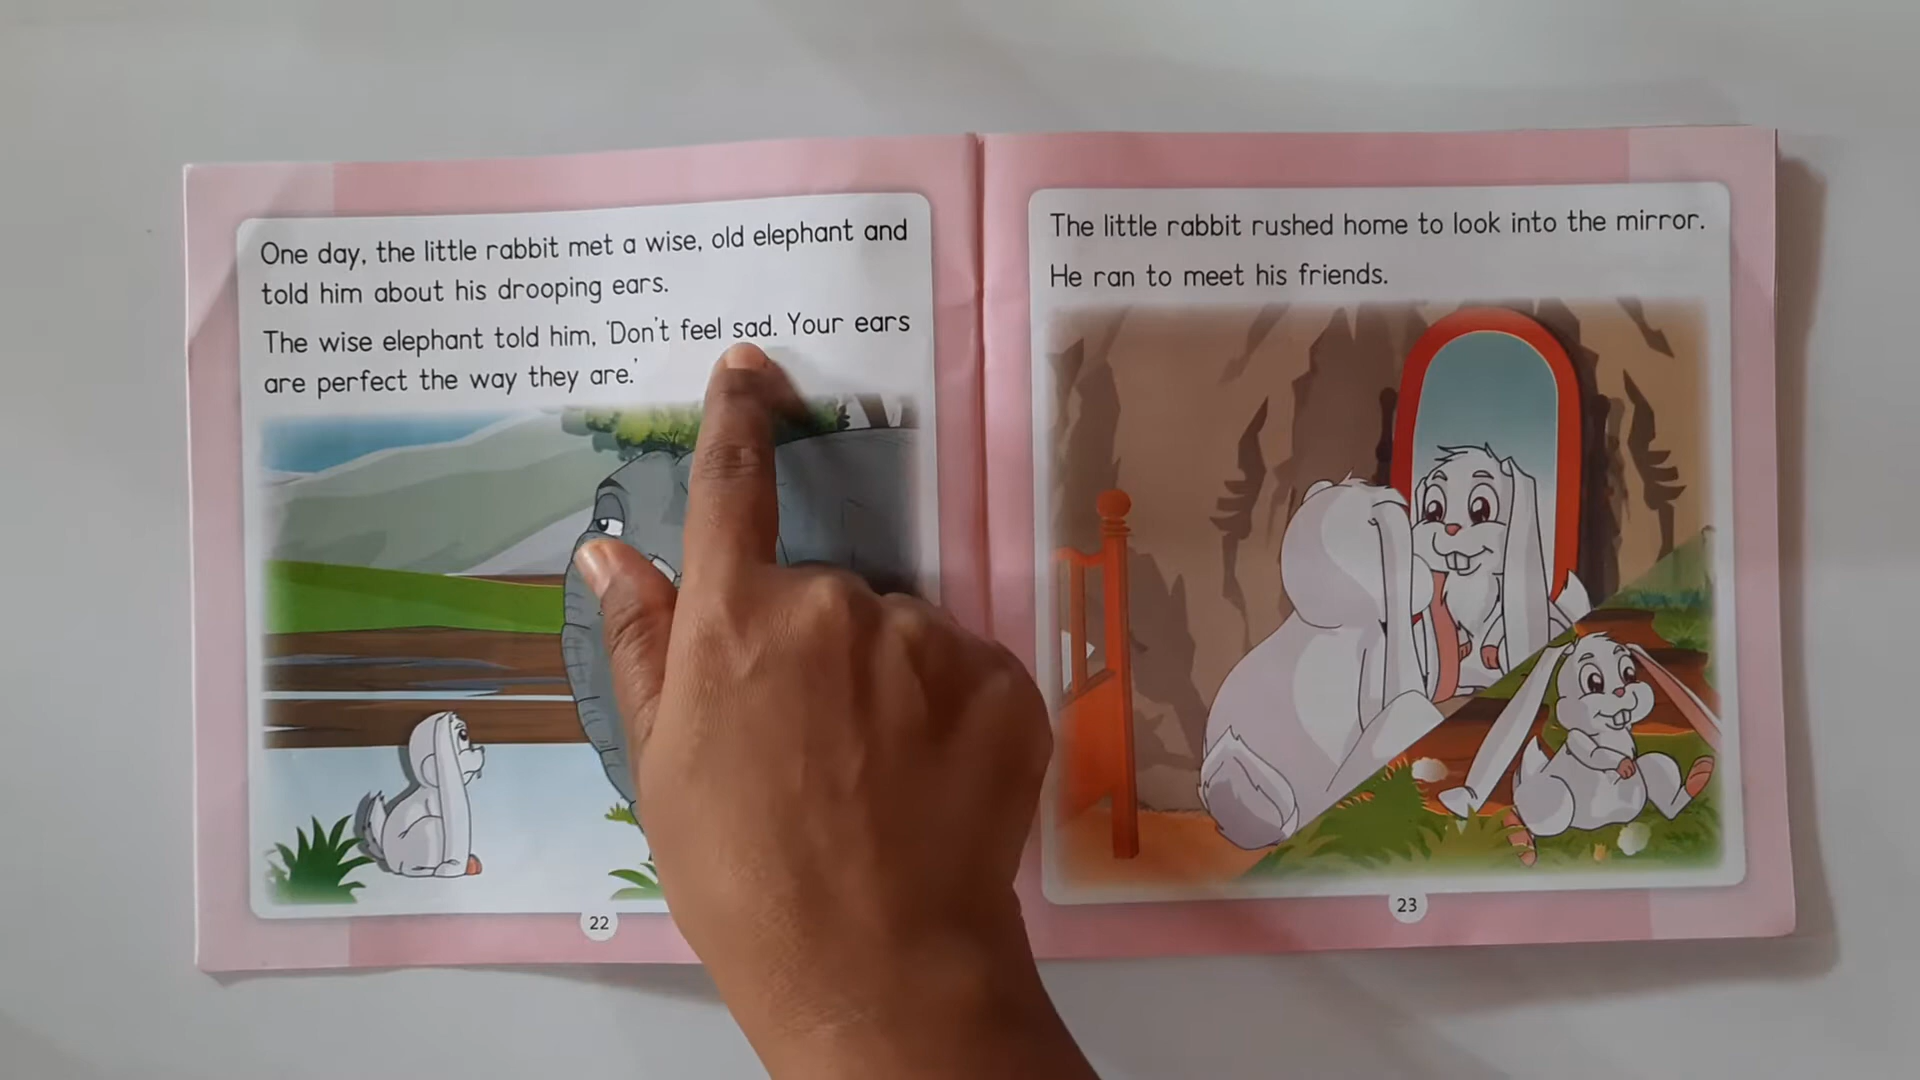 One day, the little rabbit met a wise, old elephant and
told him about his drooping ears.
The wise elephant told him, 'Don't feel sad. Your ears
are perfect the way they are.'
22
The little rabbit rushed home to look into the mirror.
He ran to meet his friends.
23